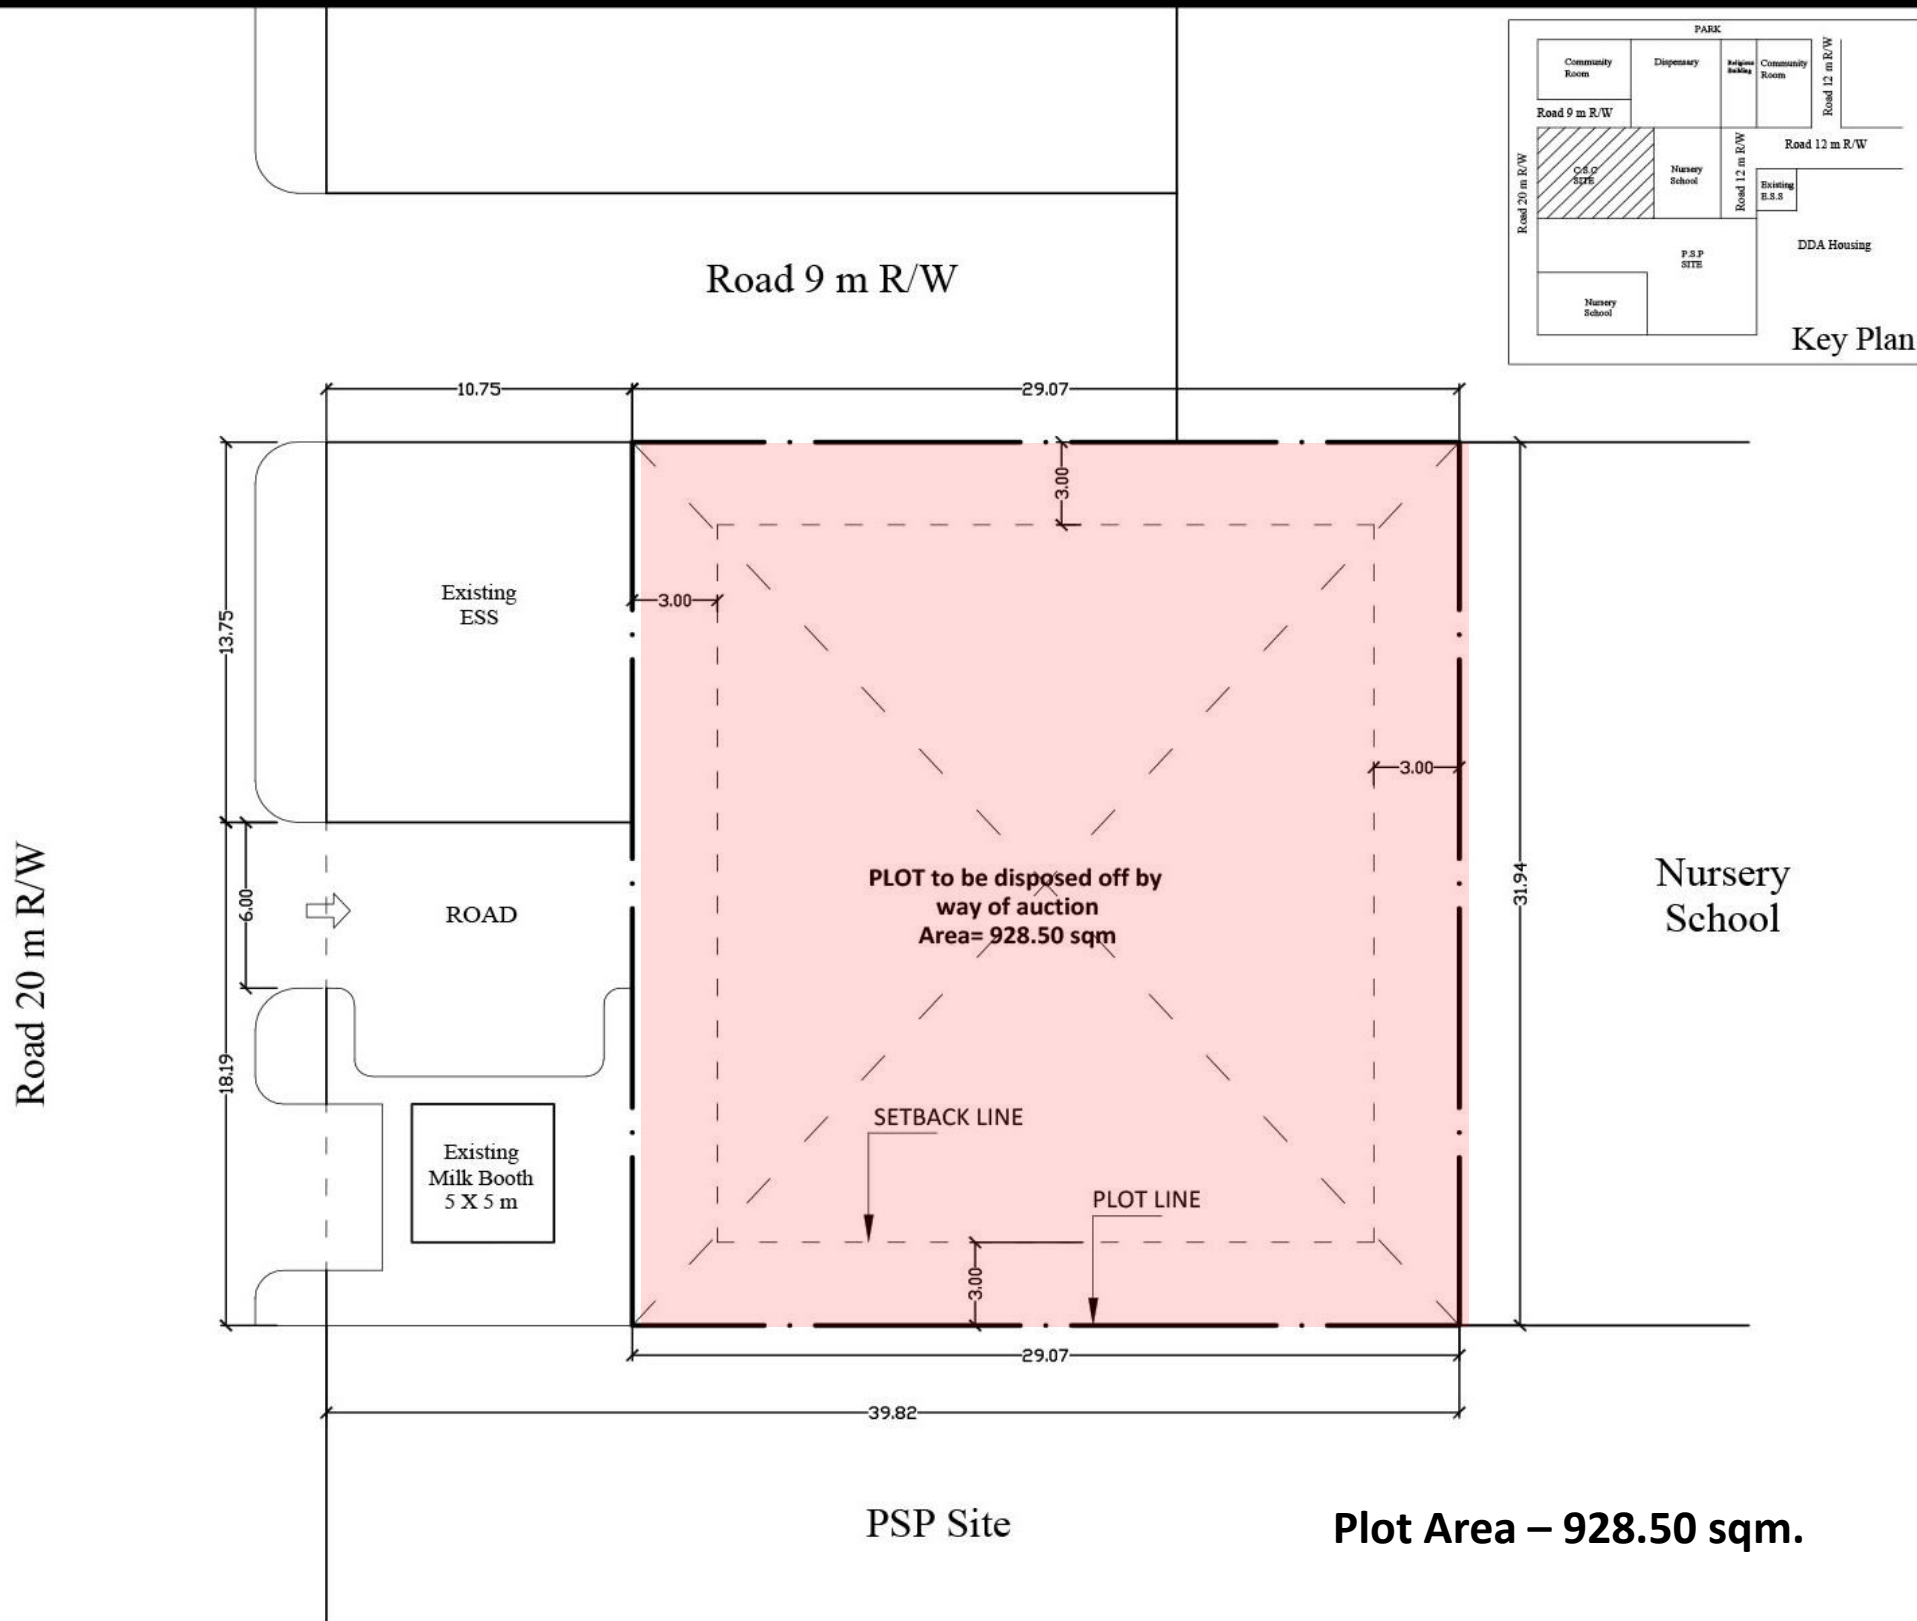 PARK
Community
Room
Dispensary
Religious
Building
Community
Room
Road 12 m R/W
Road 9 m R/W
Road 12 m R/W
Road 20 m R/W
C.S.C
SITE
Nursery
School
Road 12 m R/W
Existing
E.S.S
P.S.P
SITE
DDA Housing
Nursery
School
Key Plan
Road 9 m R/W
10.75
29.07
3.00
Existing
ESS
3.00
13.75
3.00
Road 20 m R/W
6.00
ROAD
PLOT to be disposed off by
way of auction
Area= 928.50 sqm
31.94
Nursery
School
18.19
SETBACK LINE
Existing
Milk Booth
5 X 5 m
PLOT LINE
3.00
29.07
39.82
PSP Site
Plot Area – 928.50 sqm.